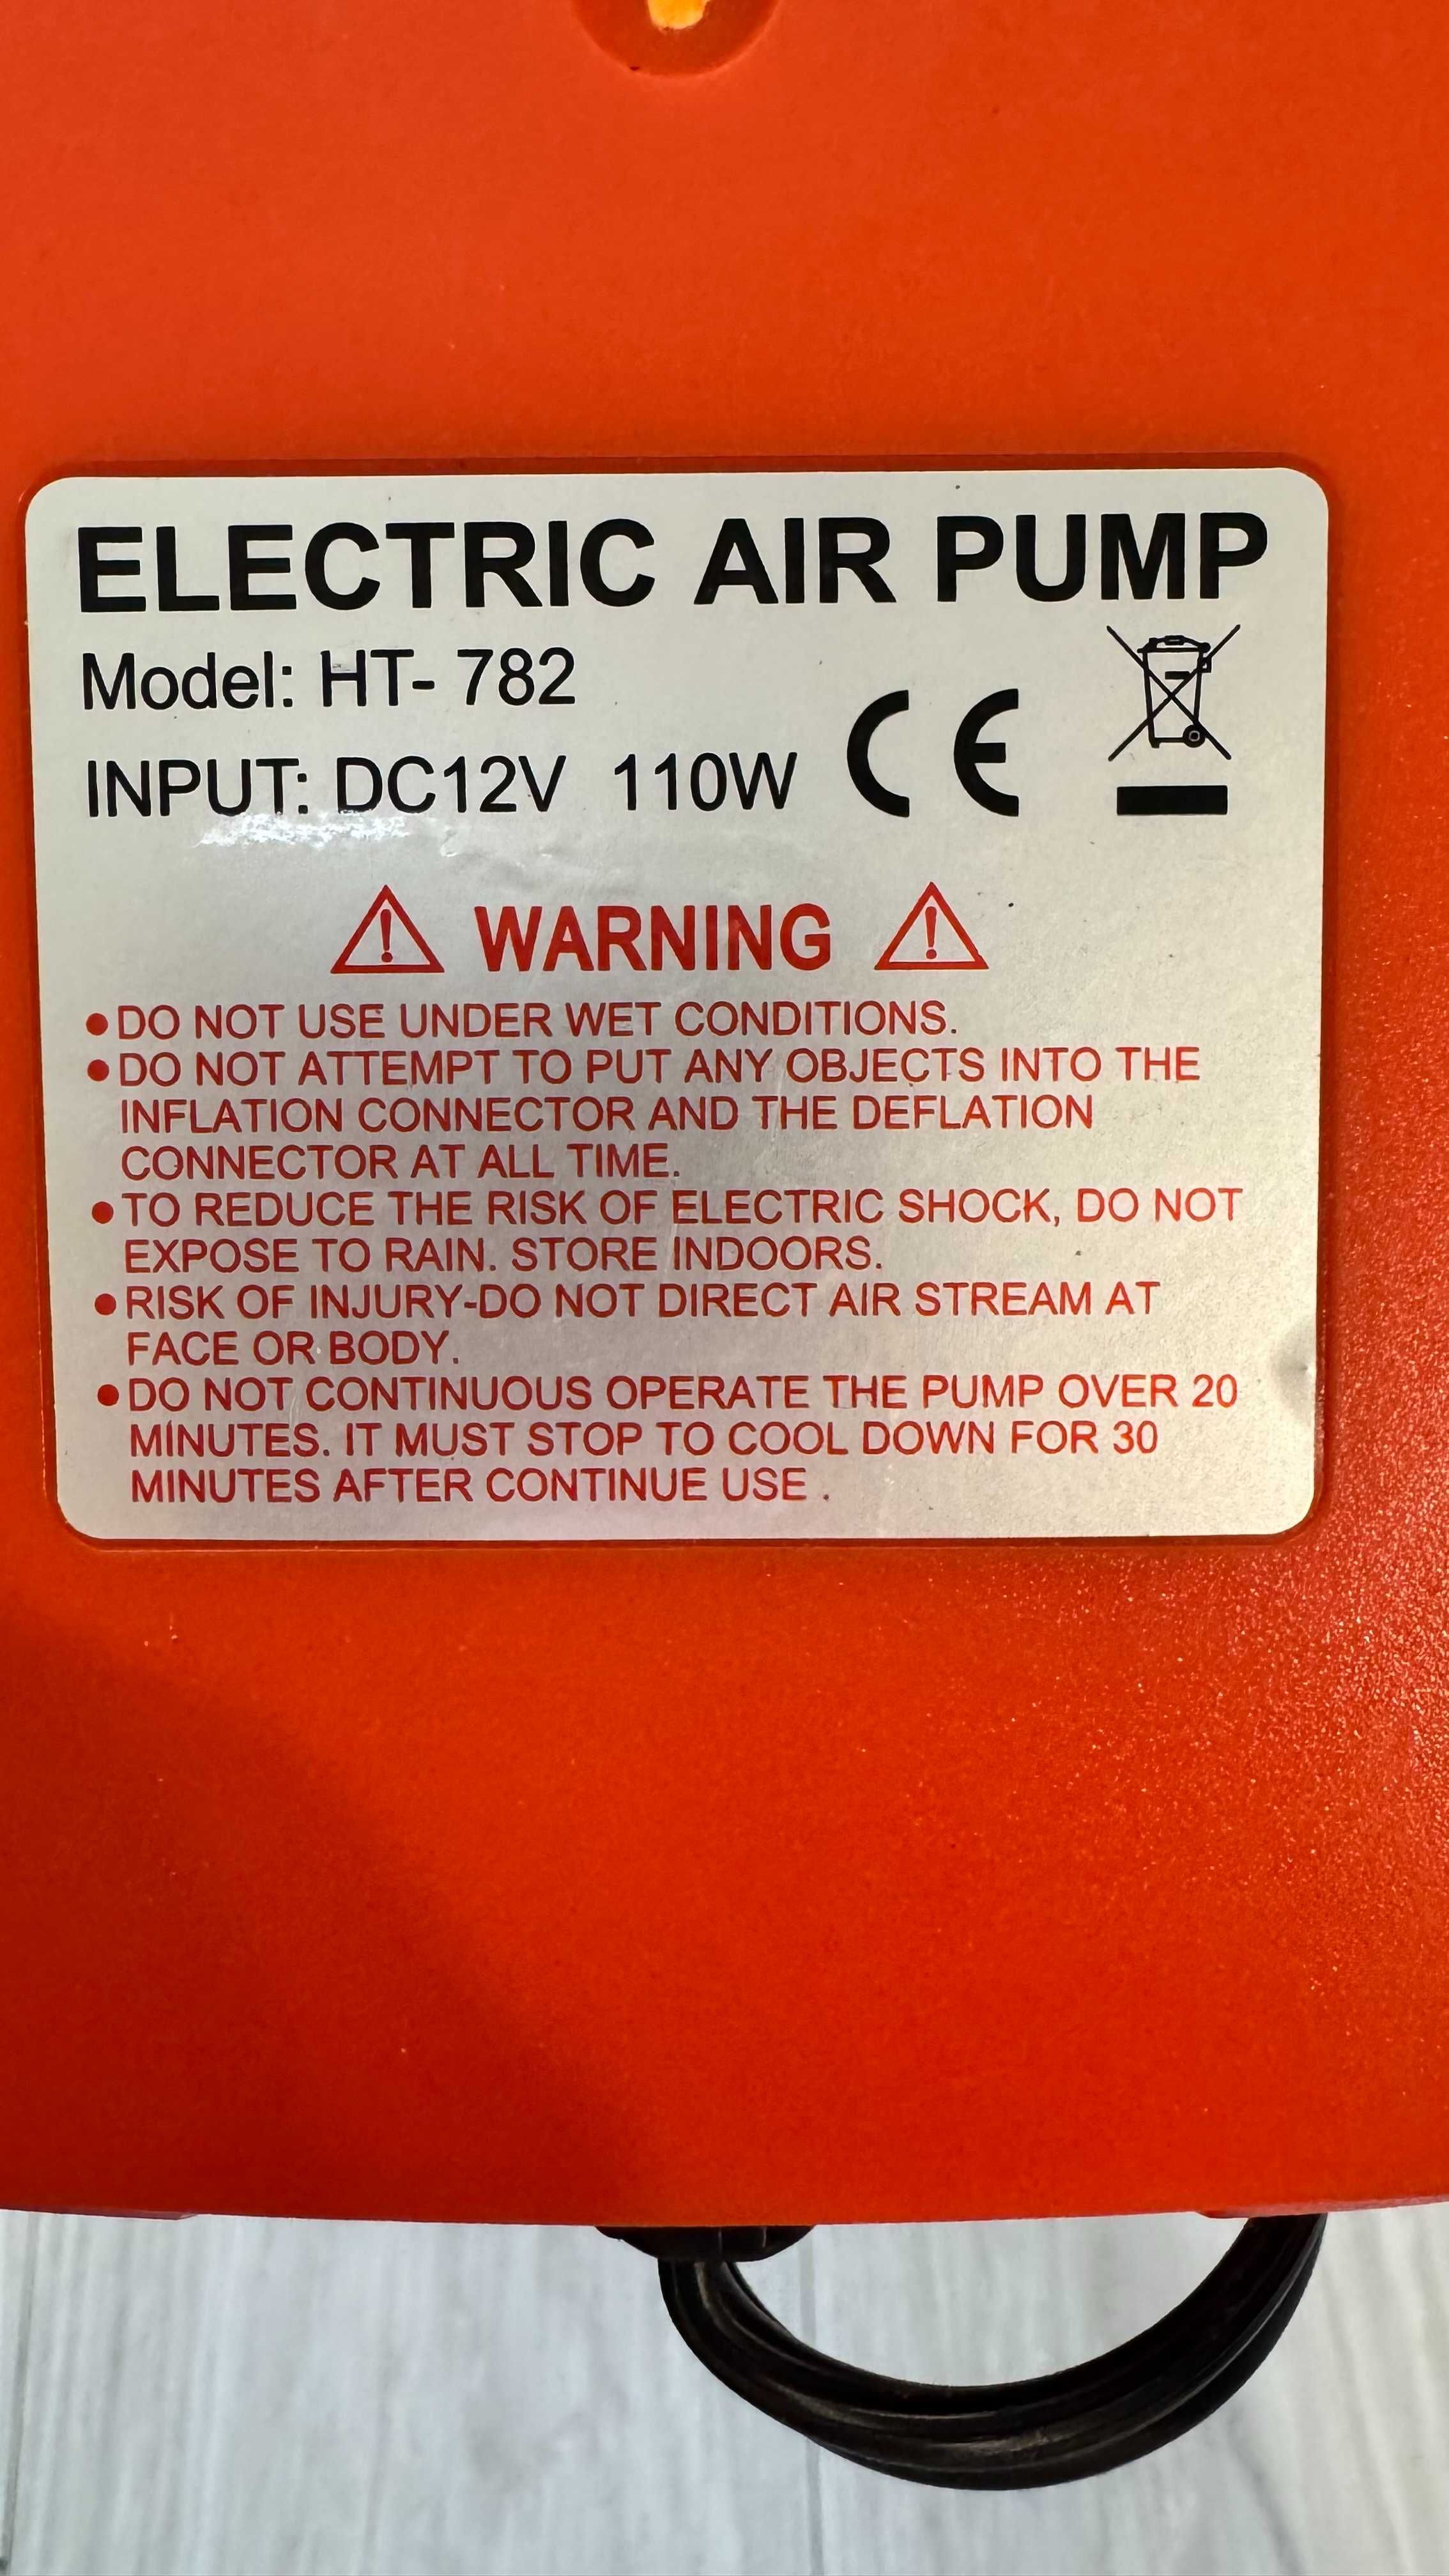 ELECTRIC AIR PUMP
Model: HT- 782
INPUT: DC12V 110W CE
WARNING
•DO NOT USE UNDER WET CONDITIONS.
•DO NOT ATTEMPT TO PUT ANY OBJECTS INTO THE
INFLATION CONNECTOR AND THE DEFLATION
CONNECTOR AT ALL TIME.
•TO REDUCE THE RISK OF ELECTRIC SHOCK, DO NOT
EXPOSE TO RAIN. STORE INDOORS.
•RISK OF INJURY-DO NOT DIRECT AIR STREAM AT
FACE OR BODY.
•DO NOT CONTINUOUS OPERATE THE PUMP OVER 20
MINUTES. IT MUST STOP TO COOL DOWN FOR 30
MINUTES AFTER CONTINUE USE .